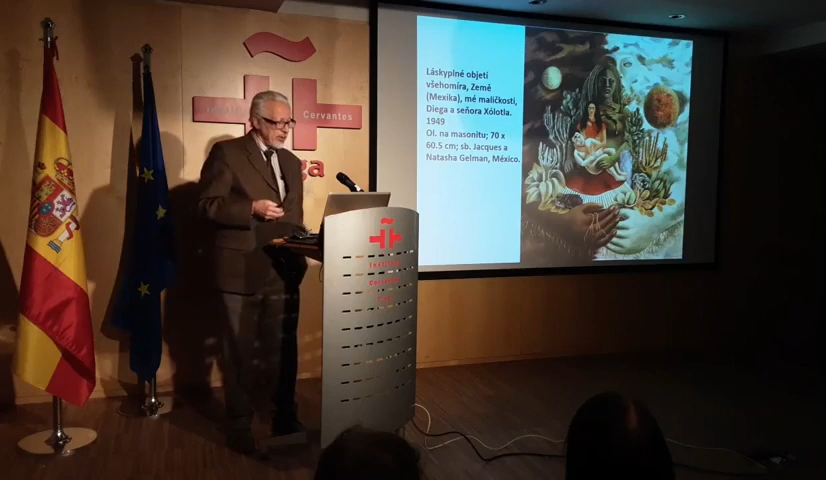 Cervantes
Láskyplné objetí
všehomíra, Země
(Mexika), mé maličkosti,
Diega a seňora Xólotla.
1949
Ol. na masonitu; 70 x
60.5 cm; sb. Jacques a
Natasha Gelman, México.
Instituto
Cervantes